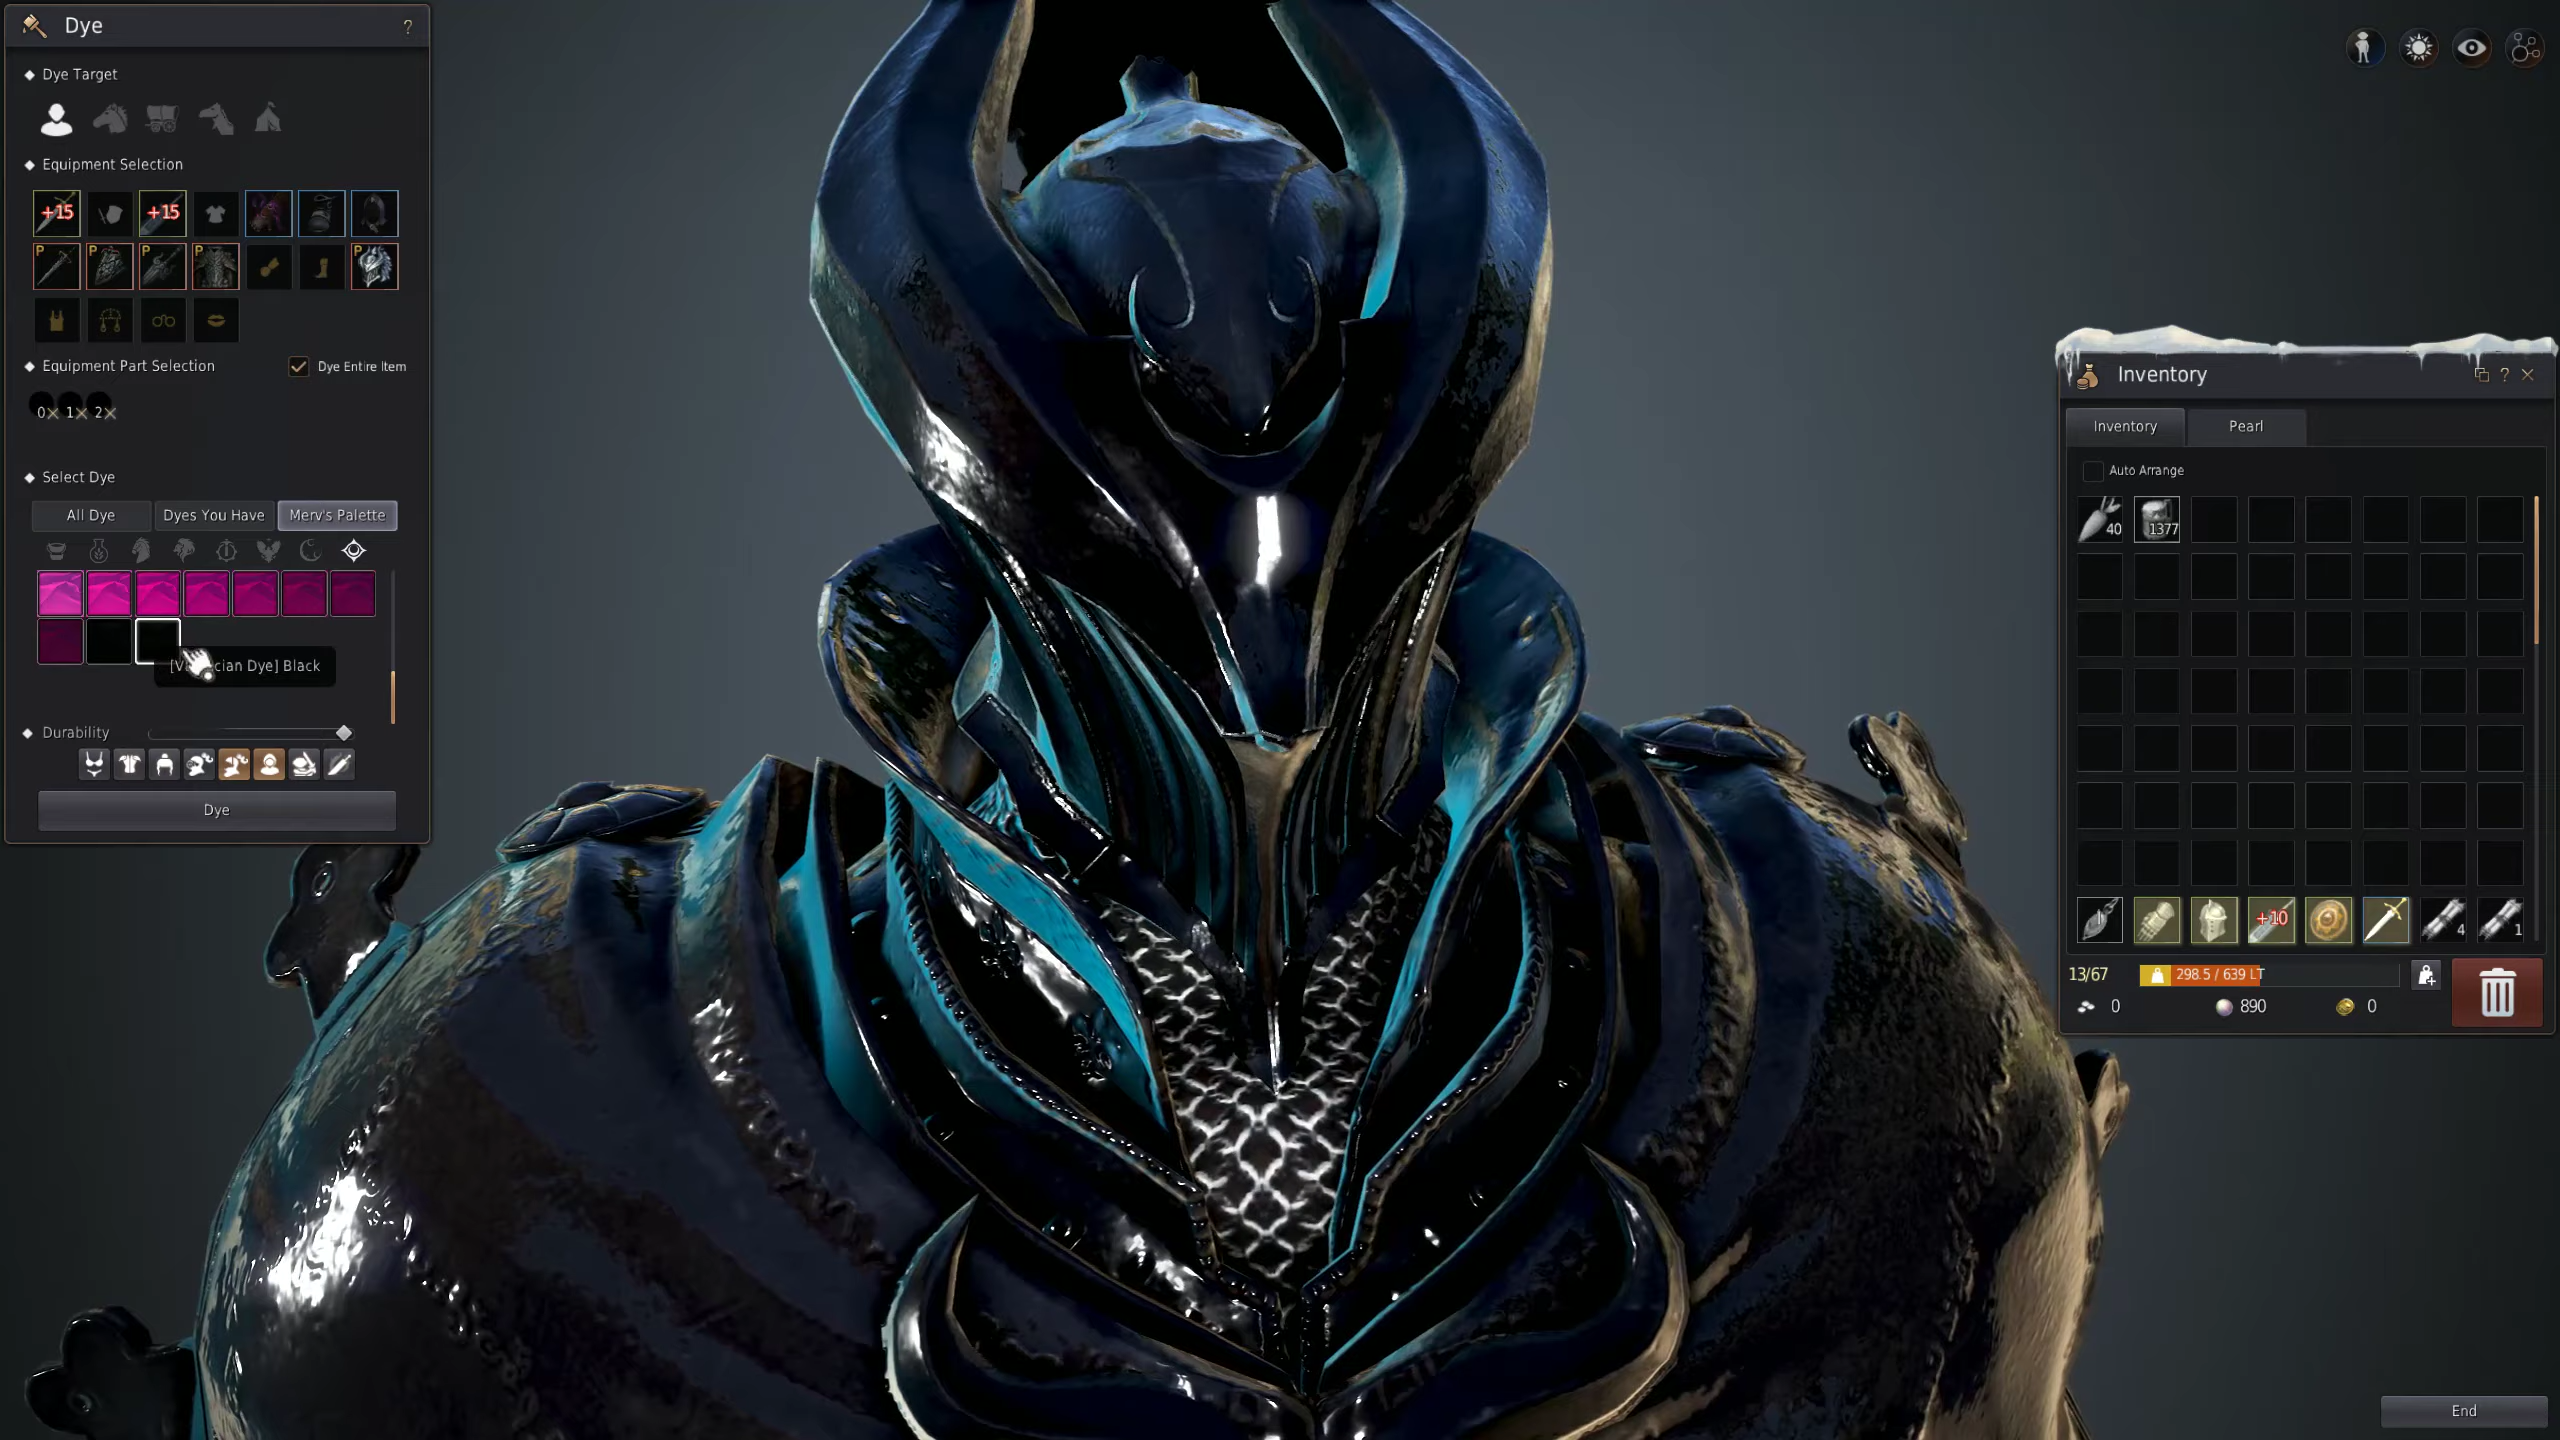 Dye
?
Dye Target
Equipment Selection
+15
+15
P
P
P
P
P
Equipment Part Selection
Dye Entire Item
0× 1× 2×
Select Dye
All Dye
Dyes You Have
Merv's Palette
Dye] Black
Durability
Dye
Inventory
?
Inventory
Pearl
Auto Arrange
40
1377
+10
4
1
13/67
298.5 / 639 LT
0
890
0
End